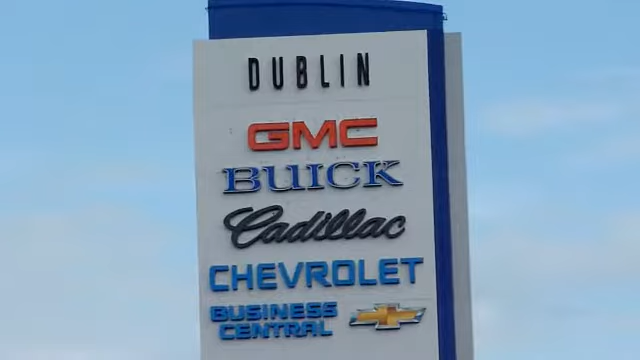 DUBLIN
GMC
BUICK
Cadillac
CHEVROLET
BUSINESS
CENTRAL